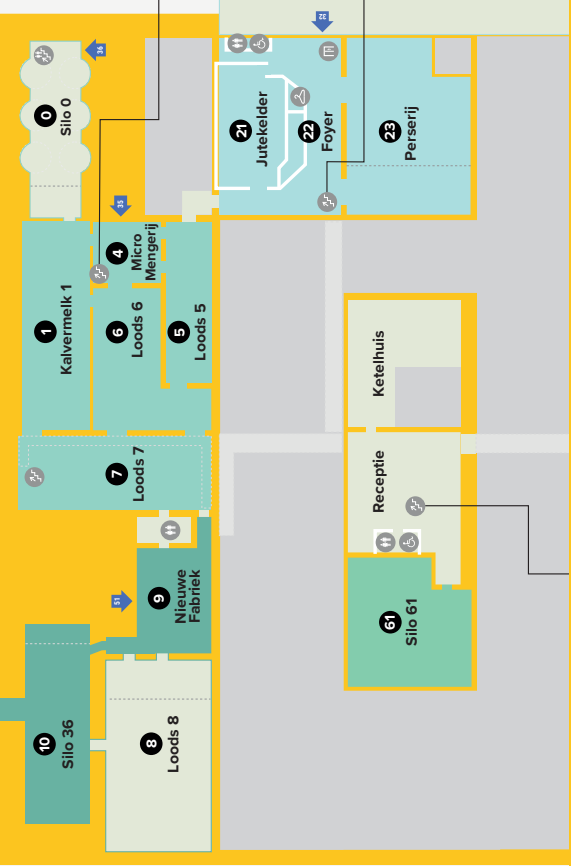 32
36
0
Silo 0
21
Jutekelder
22
Foyer
23
Perserij
35
4
Micro
Mengerij
1
Kalvermelk 1
6
Loods 6
5
Loods 5
Ketelhuis
7
Loods 7
Receptie
51
9
Nieuwe
Fabriek
61
Silo 61
10
Silo 36
8
Loods 8